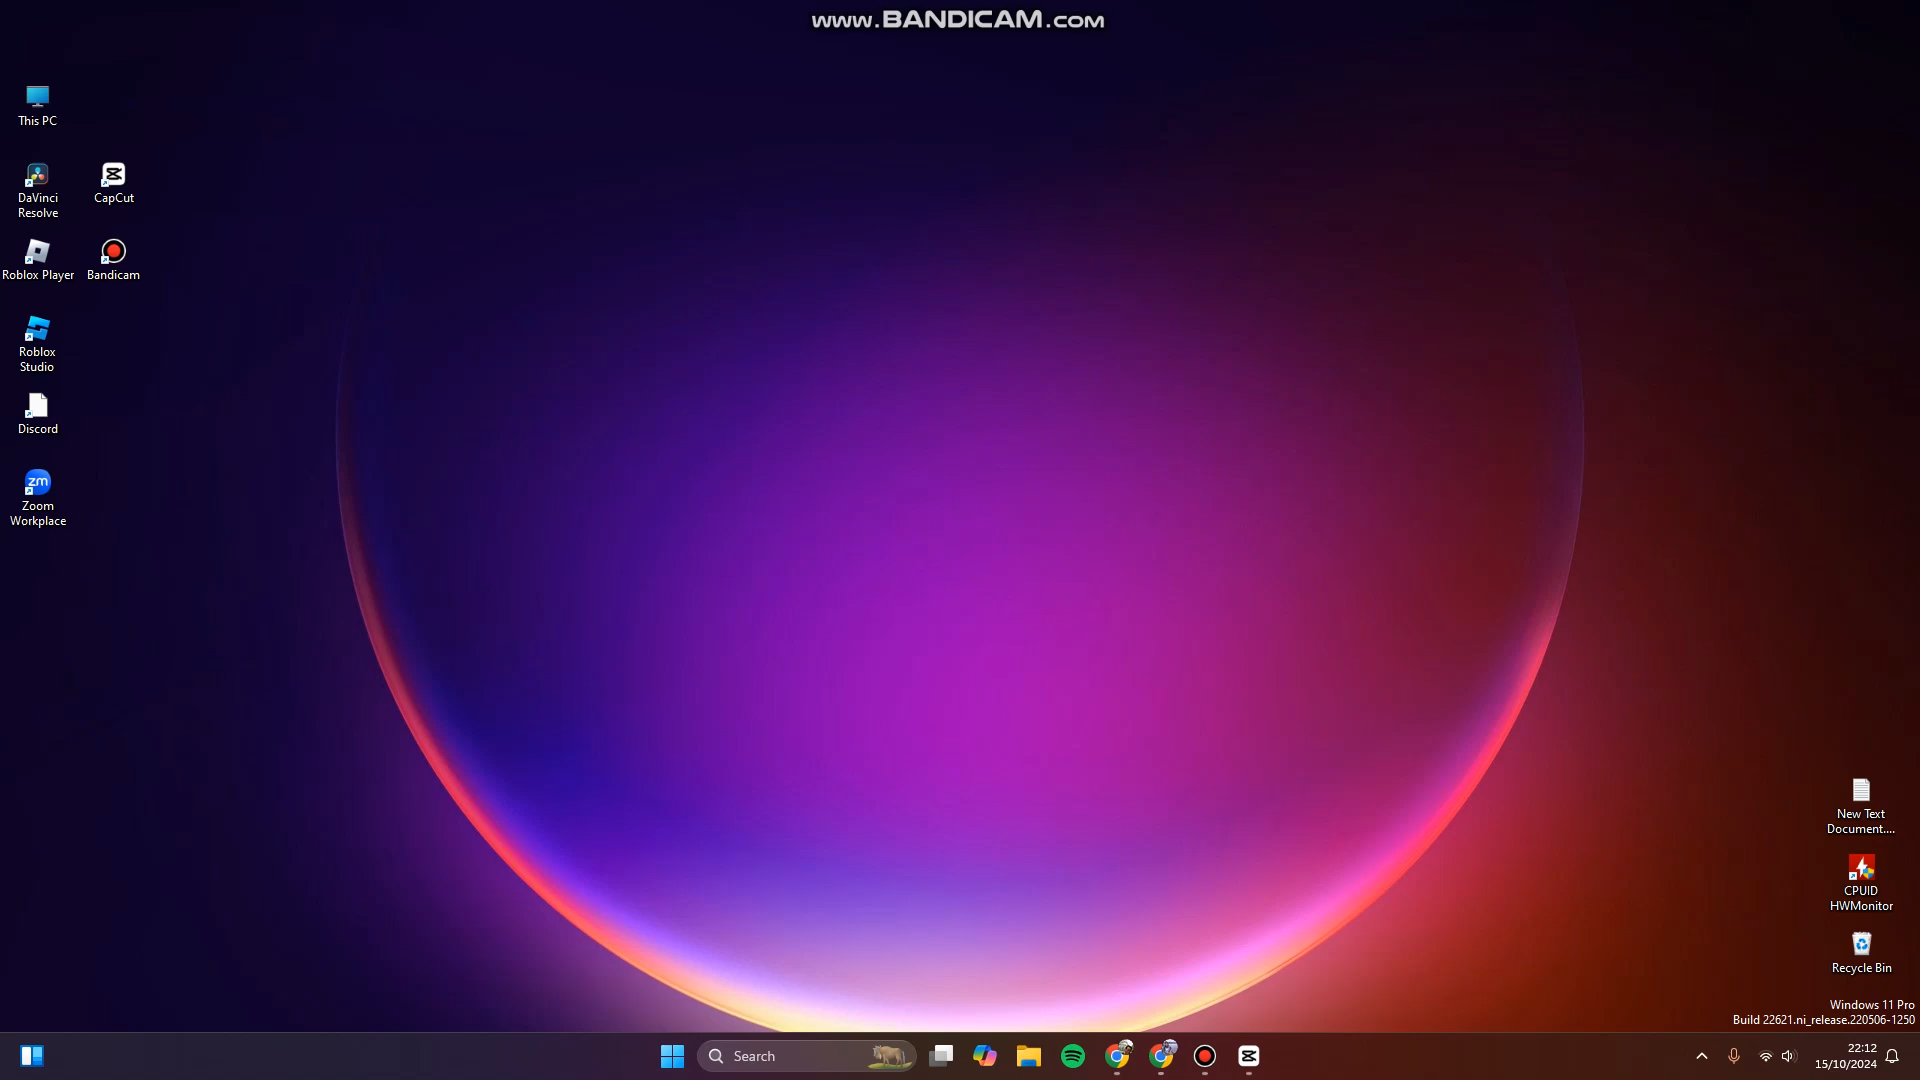 www.BANDICAM.com
This PC
DaVinci
Resolve
CapCut
Roblox Player
Bandicam
Roblox
Studio
Discord
zm
Zoom
Workplace
New Text
Document....
CPUID
HWMonitor
Recycle Bin
Windows 11 Pro
Build 22621.ni_release.220506-1250
Search
22:12
15/10/2024